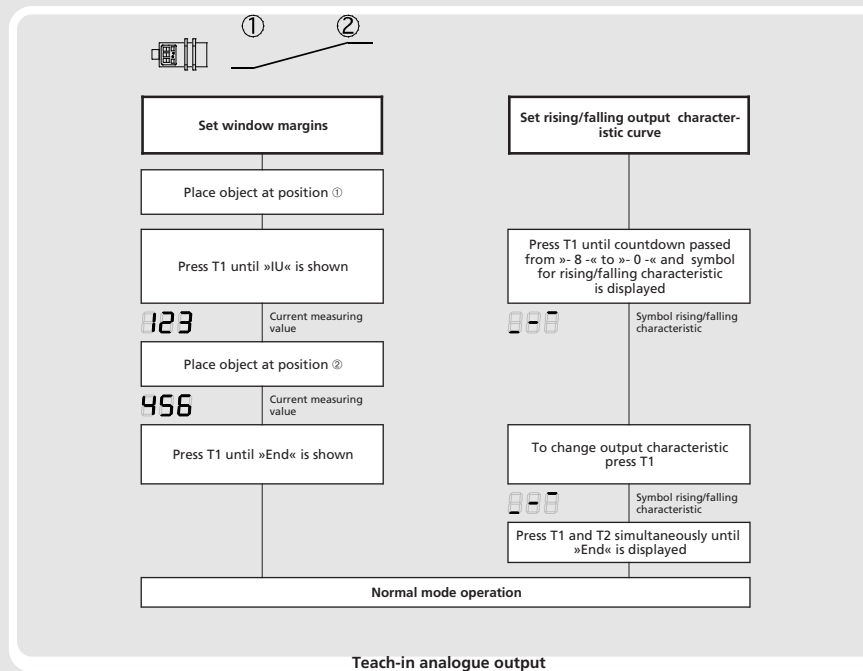 ① ②
Set window margins
Place object at position ①
Press T1 until »IU« is shown
123
Current measuring
value
Place object at position ②
456
Current measuring
value
Press T1 until »End« is shown
Set rising/falling output character-
istic curve
Press T1 until countdown passed
from »- 8 -« to »- 0 -« and symbol
for rising/falling characteristic
is displayed
Symbol rising/falling
characteristic
To change output characteristic
press T1
Symbol rising/falling
characteristic
Press T1 and T2 simultaneously until
»End« is displayed
Normal mode operation
Teach-in analogue output